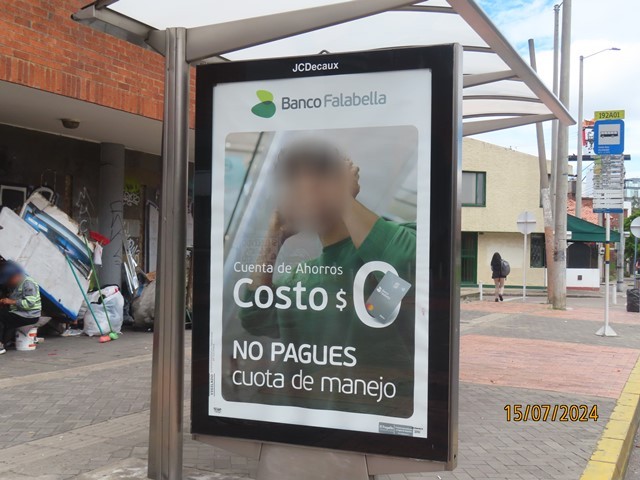 JCDecaux
Banco Falabella
Cuenta de Ahorros
Costo $0
NO PAGUES
cuota de manejo
192A01
15/07/2024